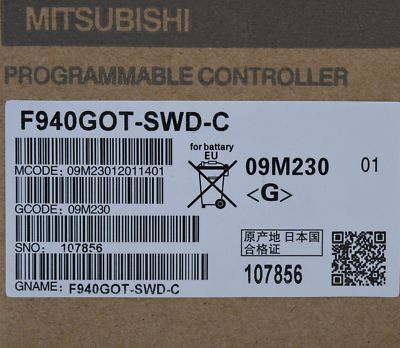 MITSUBISHI
PROGRAMMABLE CONTROLLER
F940GOT-SWD-C
MCODE: 09M23012011401
GCODE: 09M230
SNO: 107856
GNAME: F940GOT-SWD-C
for battery
EU
09M230 01
<G>
原产地 日本国
合格证
107856